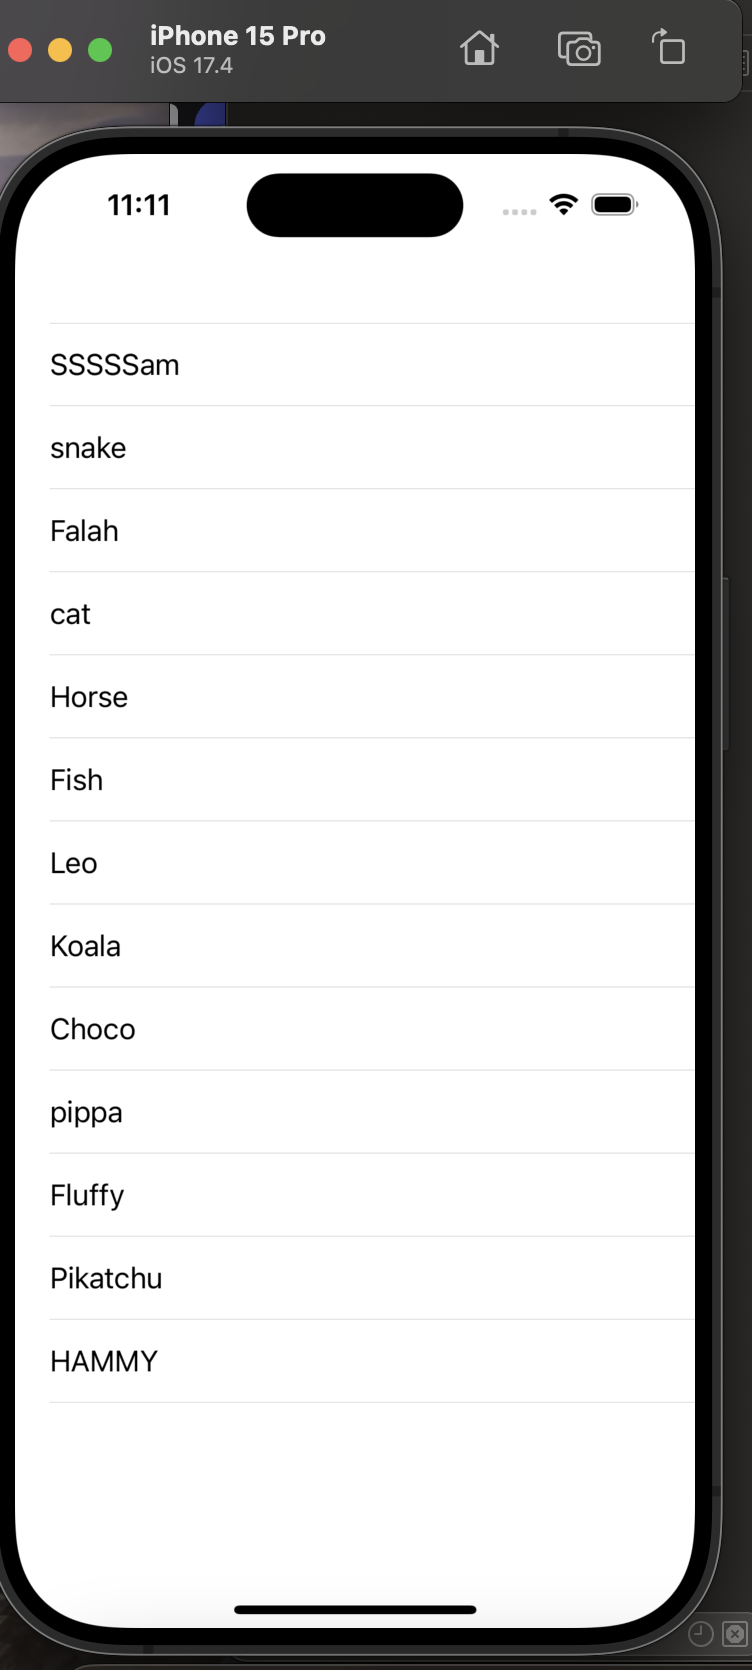 iPhone 15 Pro
iOS 17.4
11:11
SSSSSam
snake
Falah
cat
Horse
Fish
Leo
Koala
Choco
pippa
Fluffy
Pikatchu
HAMMY